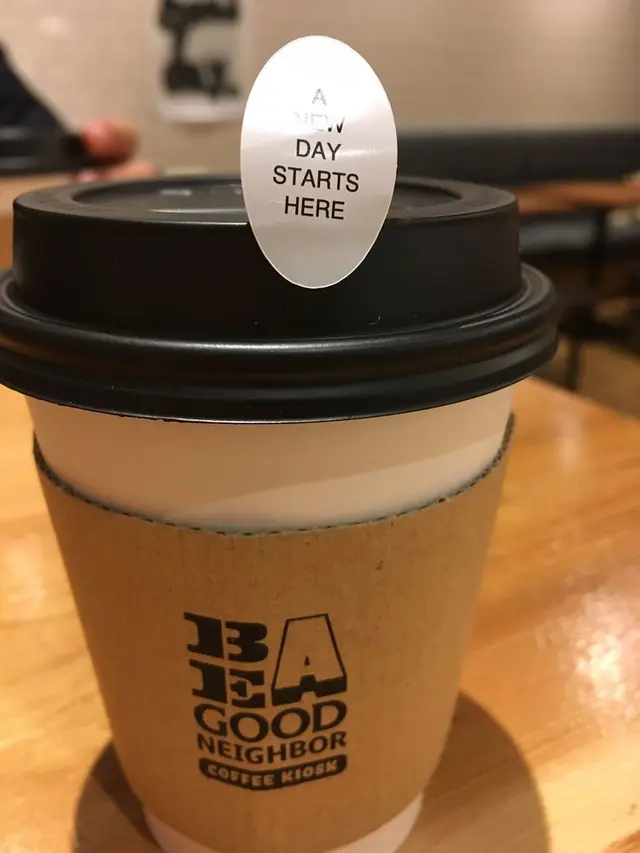 A
NEW
DAY
STARTS
HERE
BE A
GOOD
NEIGHBOR
COFFEE KIOSK